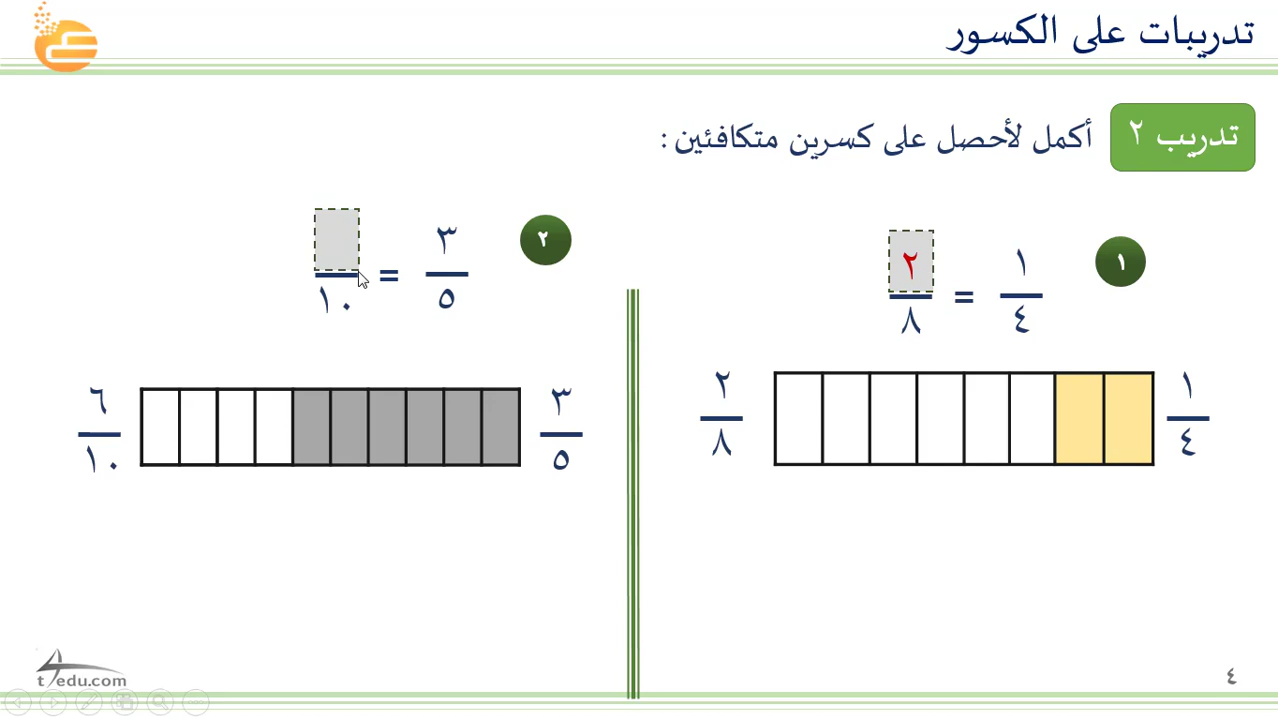 تدريبات على الكسور
تدريب ٢
أكمل لأحصل على كسرين متكافئين :
١
١/٤ = ٢/٨
١/٤
٢/٨
٢
٣/٥ = /١٠
٣/٥
٦/١٠
t4edu.com
٤